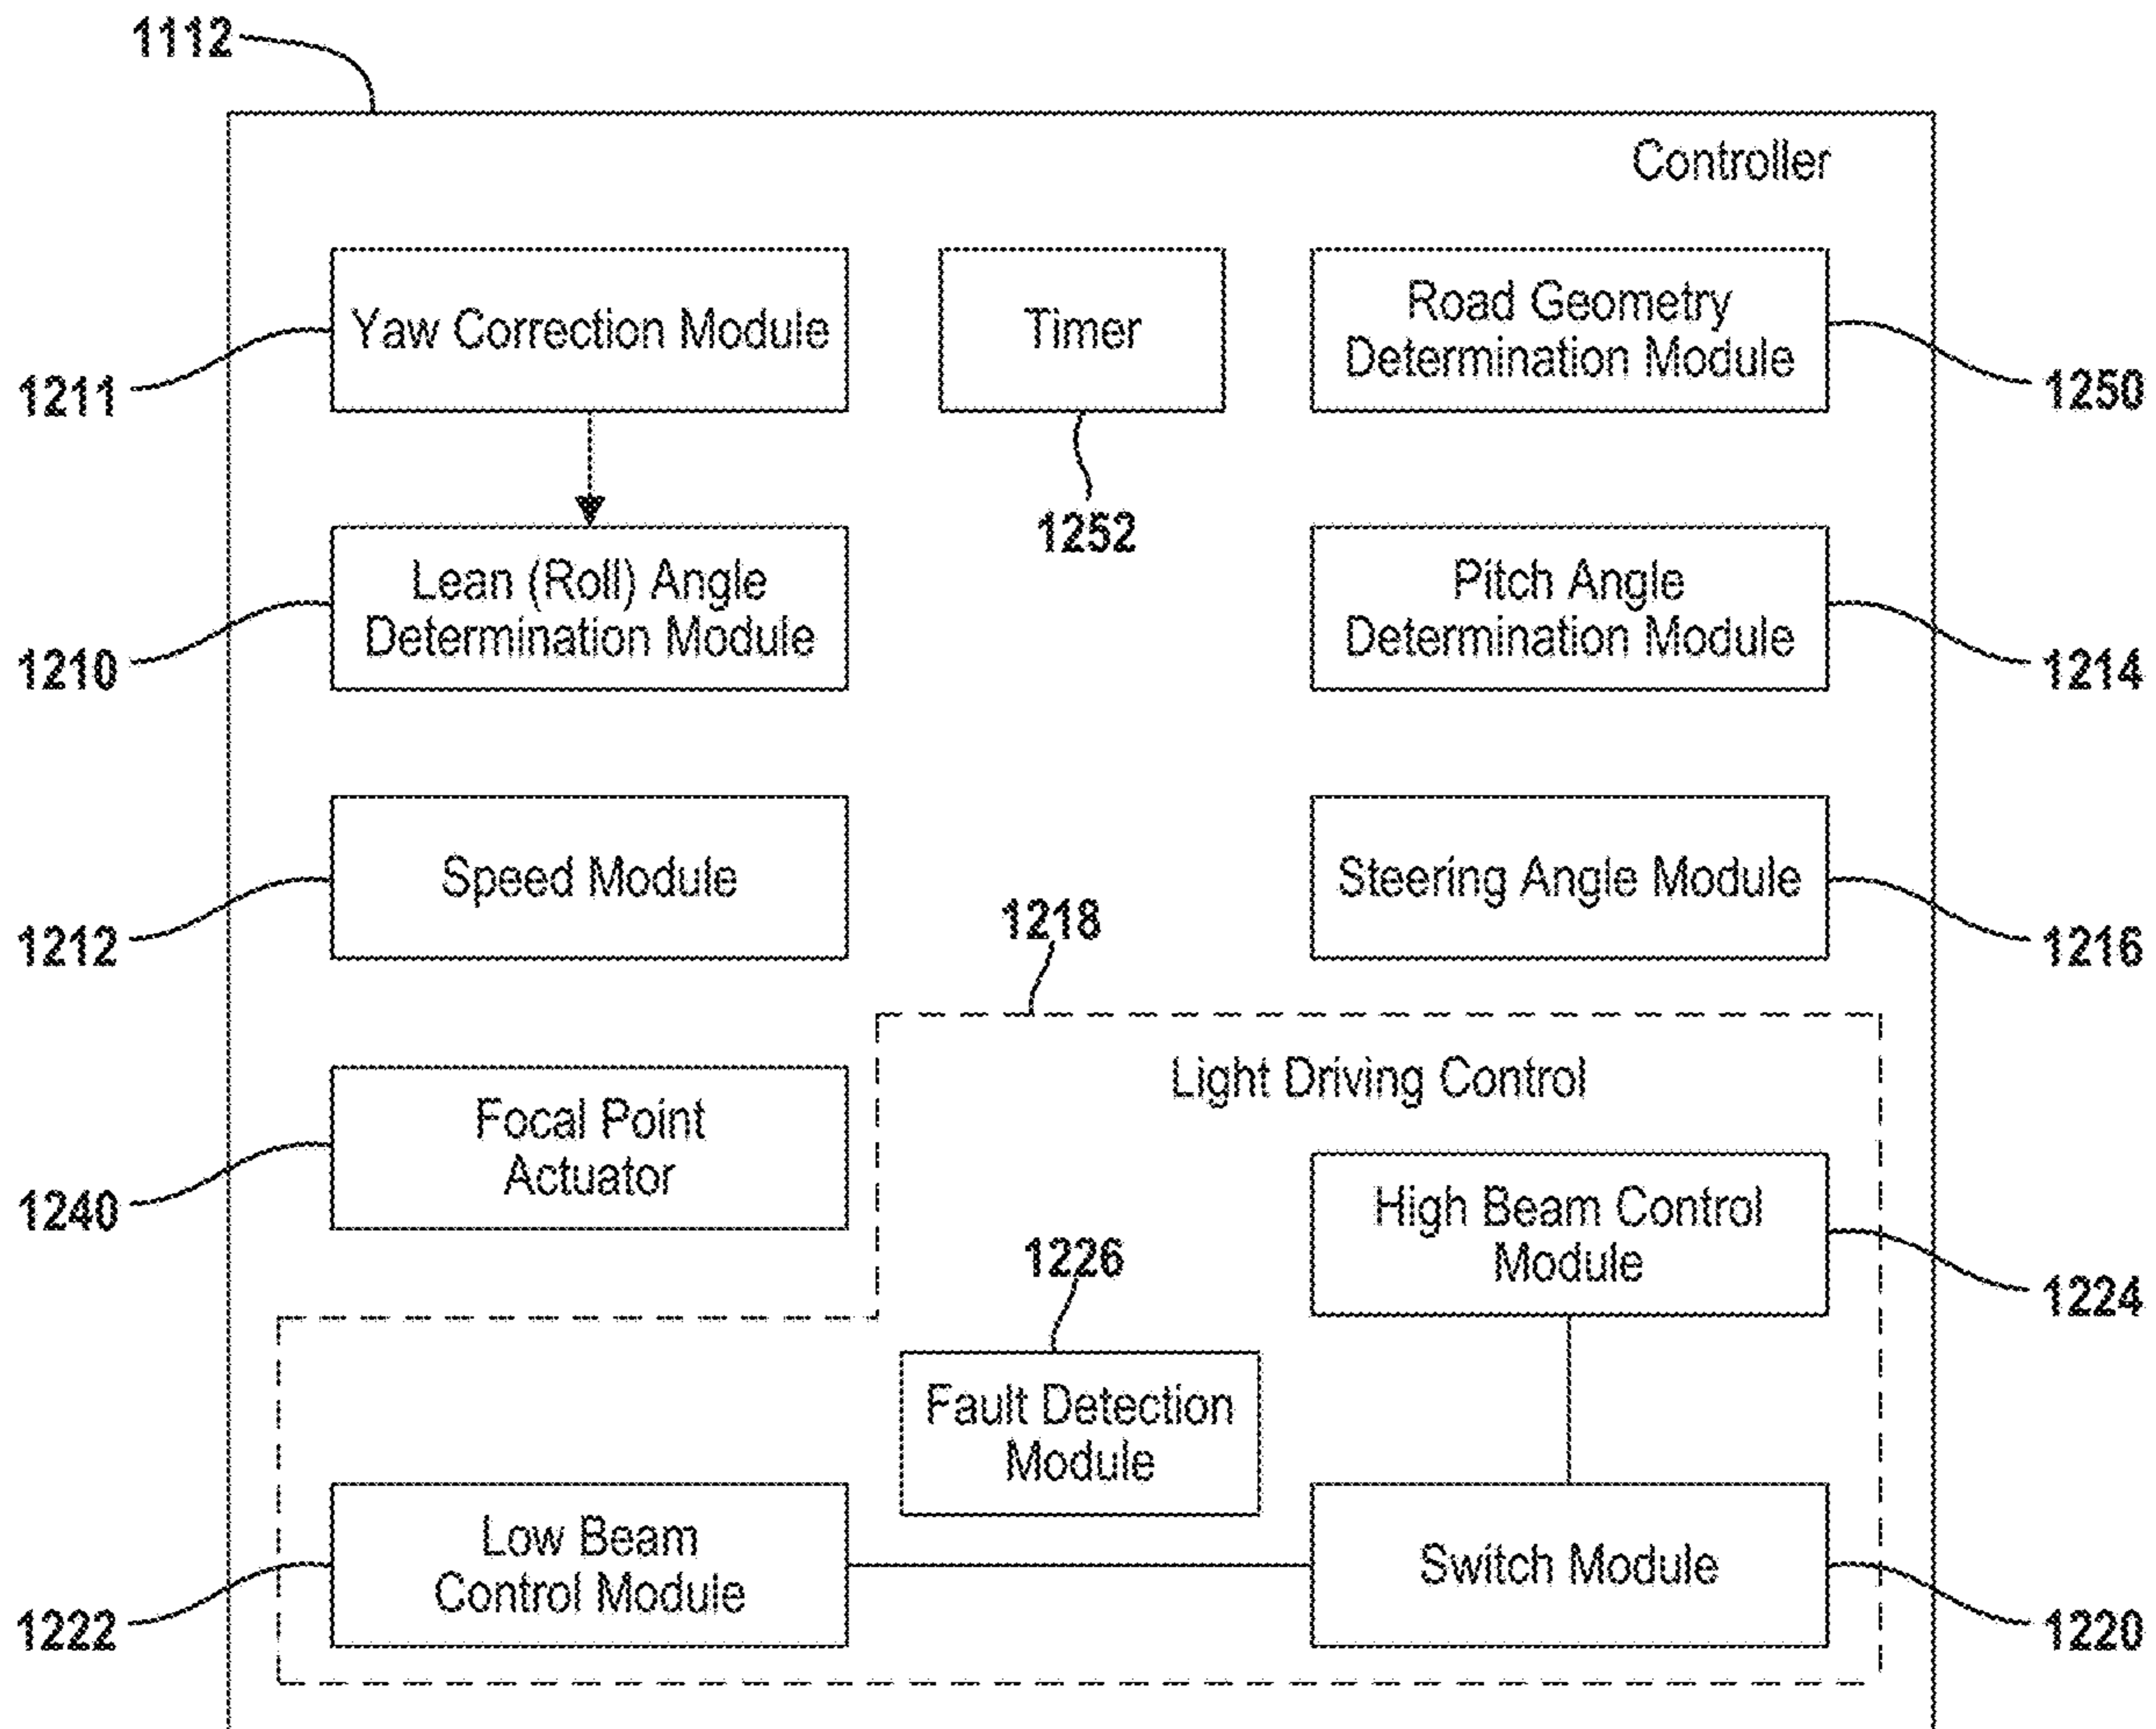 1112
Controller
Yaw Correction Module
Timer
Road Geometry
Determination Module
1211
1250
1252
Lean (Roll) Angle
Determination Module
Pitch Angle
Determination Module
1210
1214
Speed Module
Steering Angle Module
1212
1218
1216
Focal Point
Actuator
Light Driving Control
1240
High Beam Control
Module
1226
1224
Fault Detection
Module
Low Beam
Control Module
Switch Module
1222
1220